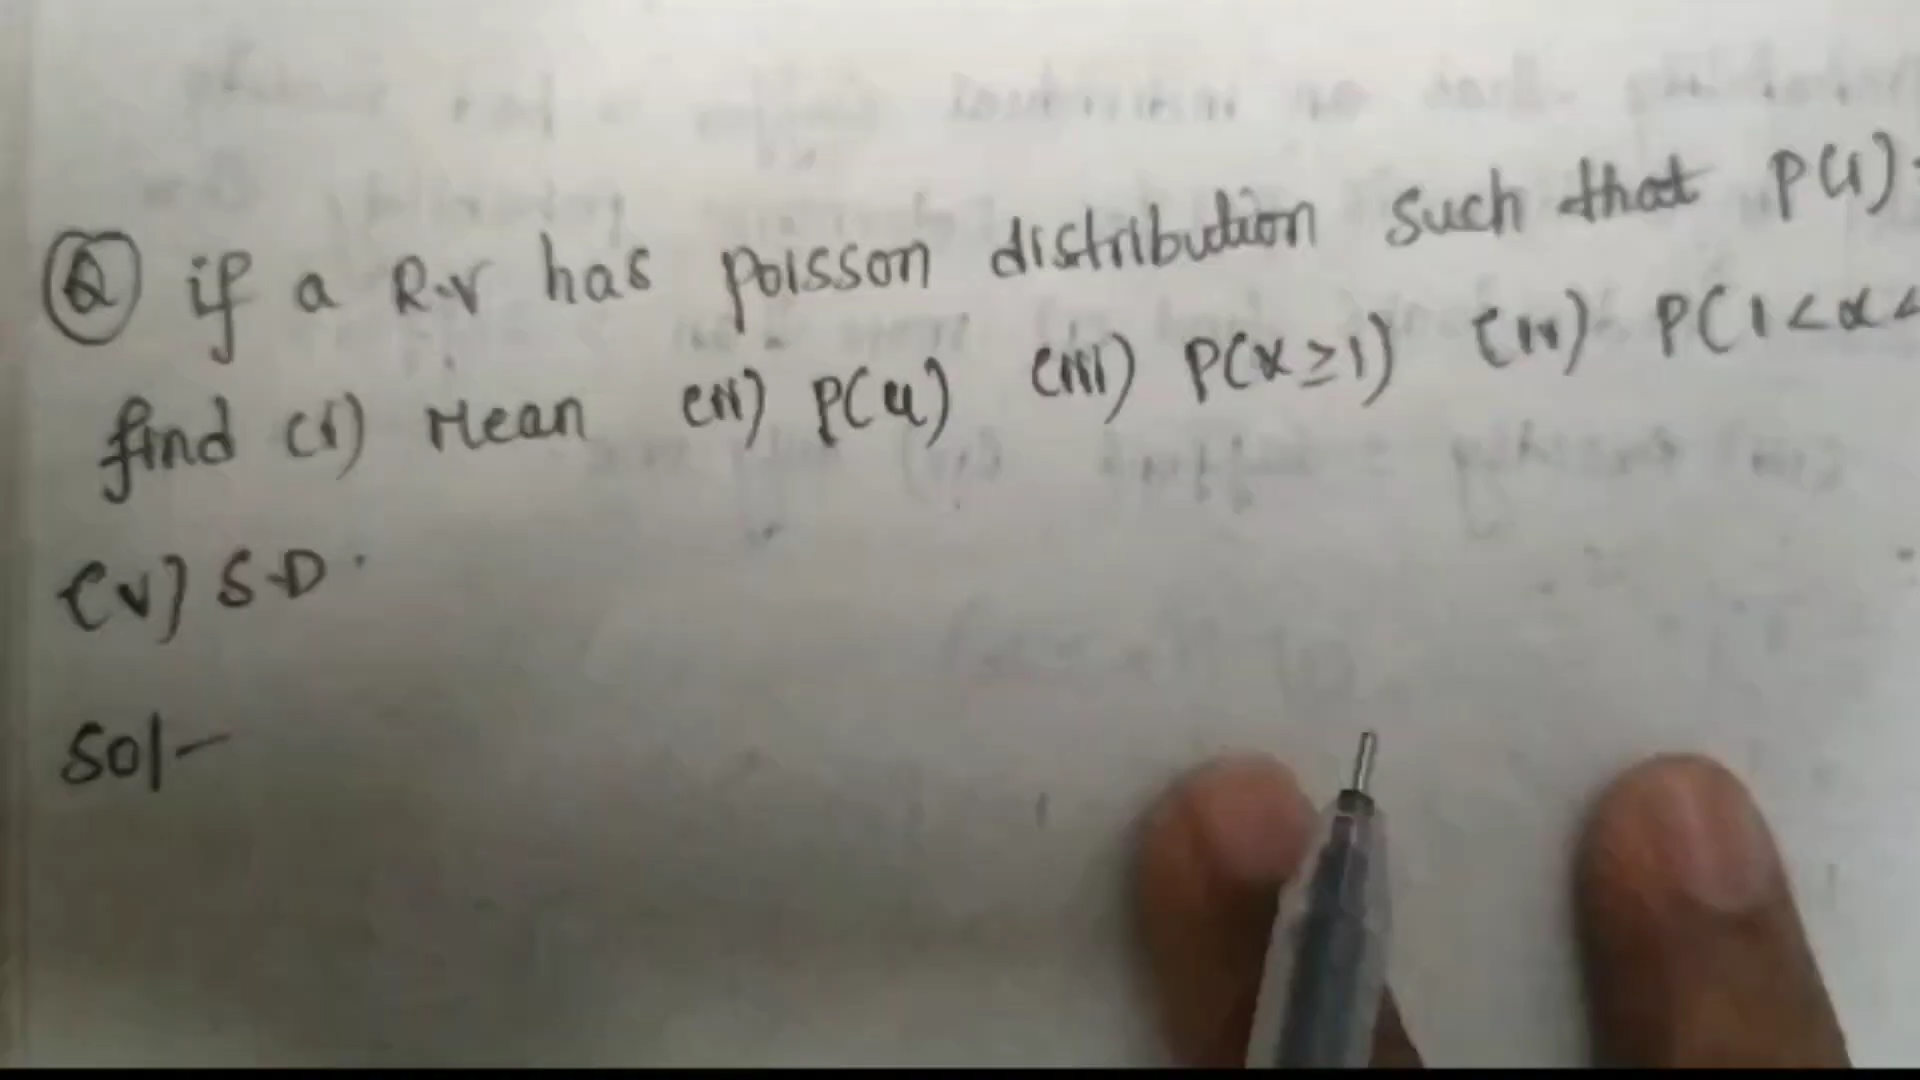 Q if a R.V has poisson distribution such that P(1) =
find (i) Mean (ii) P(4) (iii) P(x ≥ 1) (iv) P(1 < x <
(v) S.D.
Sol-